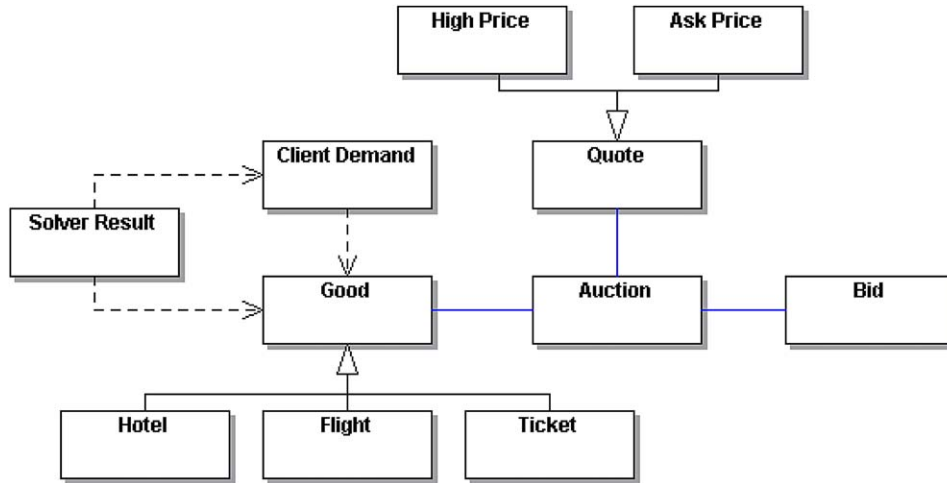 High Price
Ask Price
Client Demand
Quote
Solver Result
Good
Auction
Bid
Hotel
Flight
Ticket